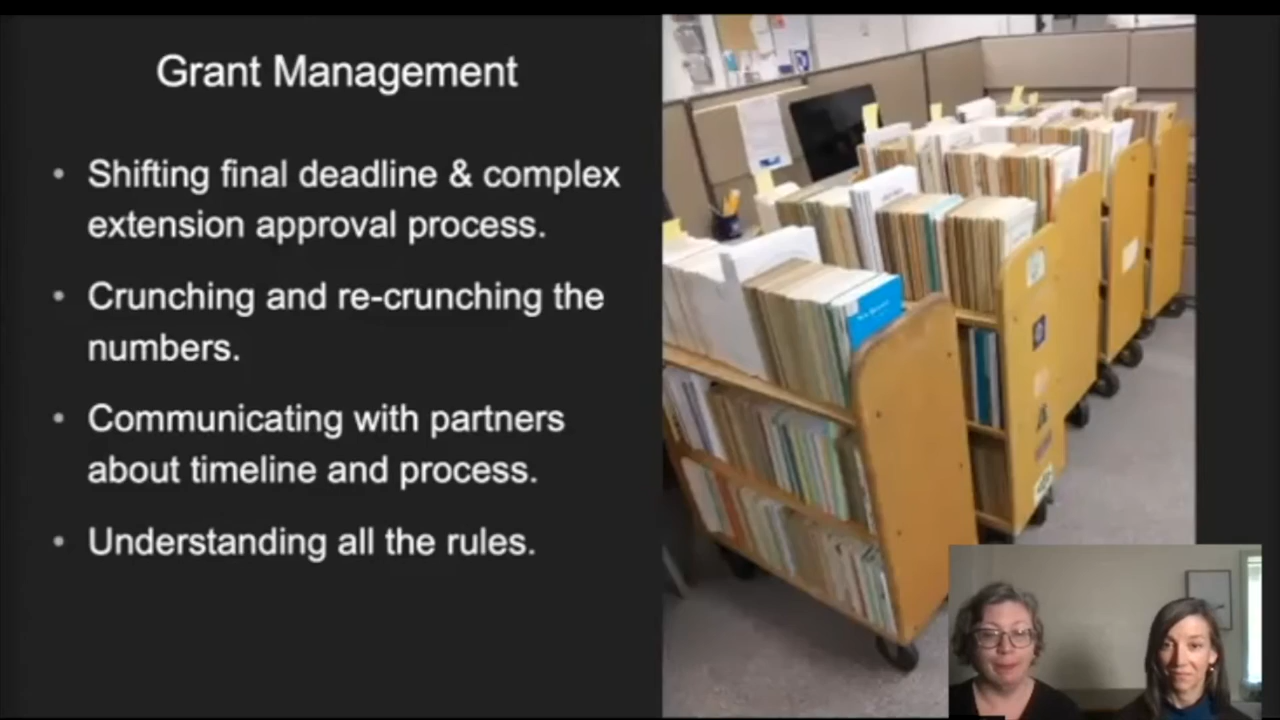 Grant Management
• Shifting final deadline & complex
extension approval process.
• Crunching and re-crunching the
numbers.
• Communicating with partners
about timeline and process.
• Understanding all the rules.